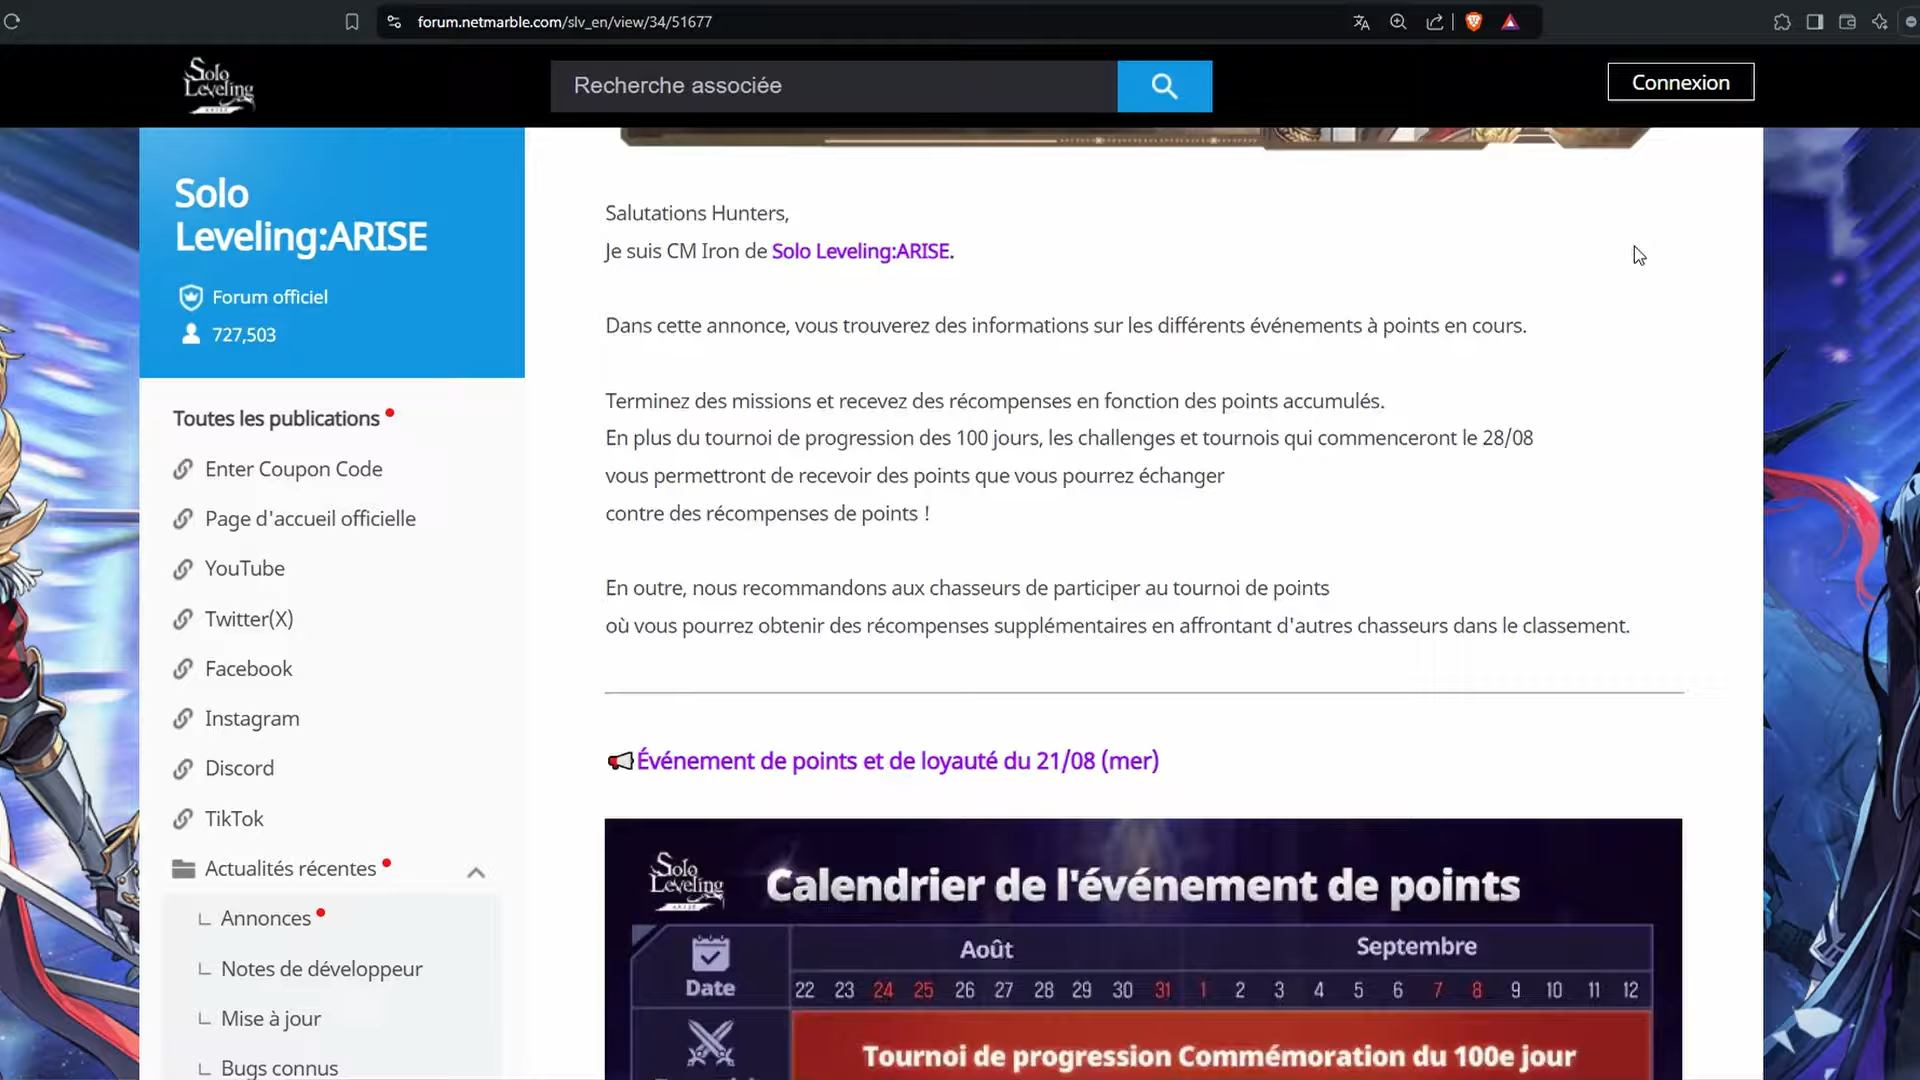 forum.netmarble.com/slv_en/view/34/51677
Solo Leveling ARISE
Recherche associée
Connexion
Solo
Leveling:ARISE
Forum officiel
727,503
Toutes les publications
Enter Coupon Code
Page d'accueil officielle
YouTube
Twitter(X)
Facebook
Instagram
Discord
TikTok
Actualités récentes
Annonces
Notes de développeur
Mise à jour
Bugs connus
Salutations Hunters,
Je suis CM Iron de Solo Leveling:ARISE.
Dans cette annonce, vous trouverez des informations sur les différents événements à points en cours.
Terminez des missions et recevez des récompenses en fonction des points accumulés.
En plus du tournoi de progression des 100 jours, les challenges et tournois qui commenceront le 28/08
vous permettront de recevoir des points que vous pourrez échanger
contre des récompenses de points !
En outre, nous recommandons aux chasseurs de participer au tournoi de points
où vous pourrez obtenir des récompenses supplémentaires en affrontant d'autres chasseurs dans le classement.
Événement de points et de loyauté du 21/08 (mer)
Solo Leveling ARISE
Calendrier de l'événement de points
Août
Septembre
Date
22 23 24 25 26 27 28 29 30 31 1 2 3 4 5 6 7 8 9 10 11 12
Tournoi de progression Commémoration du 100e jour